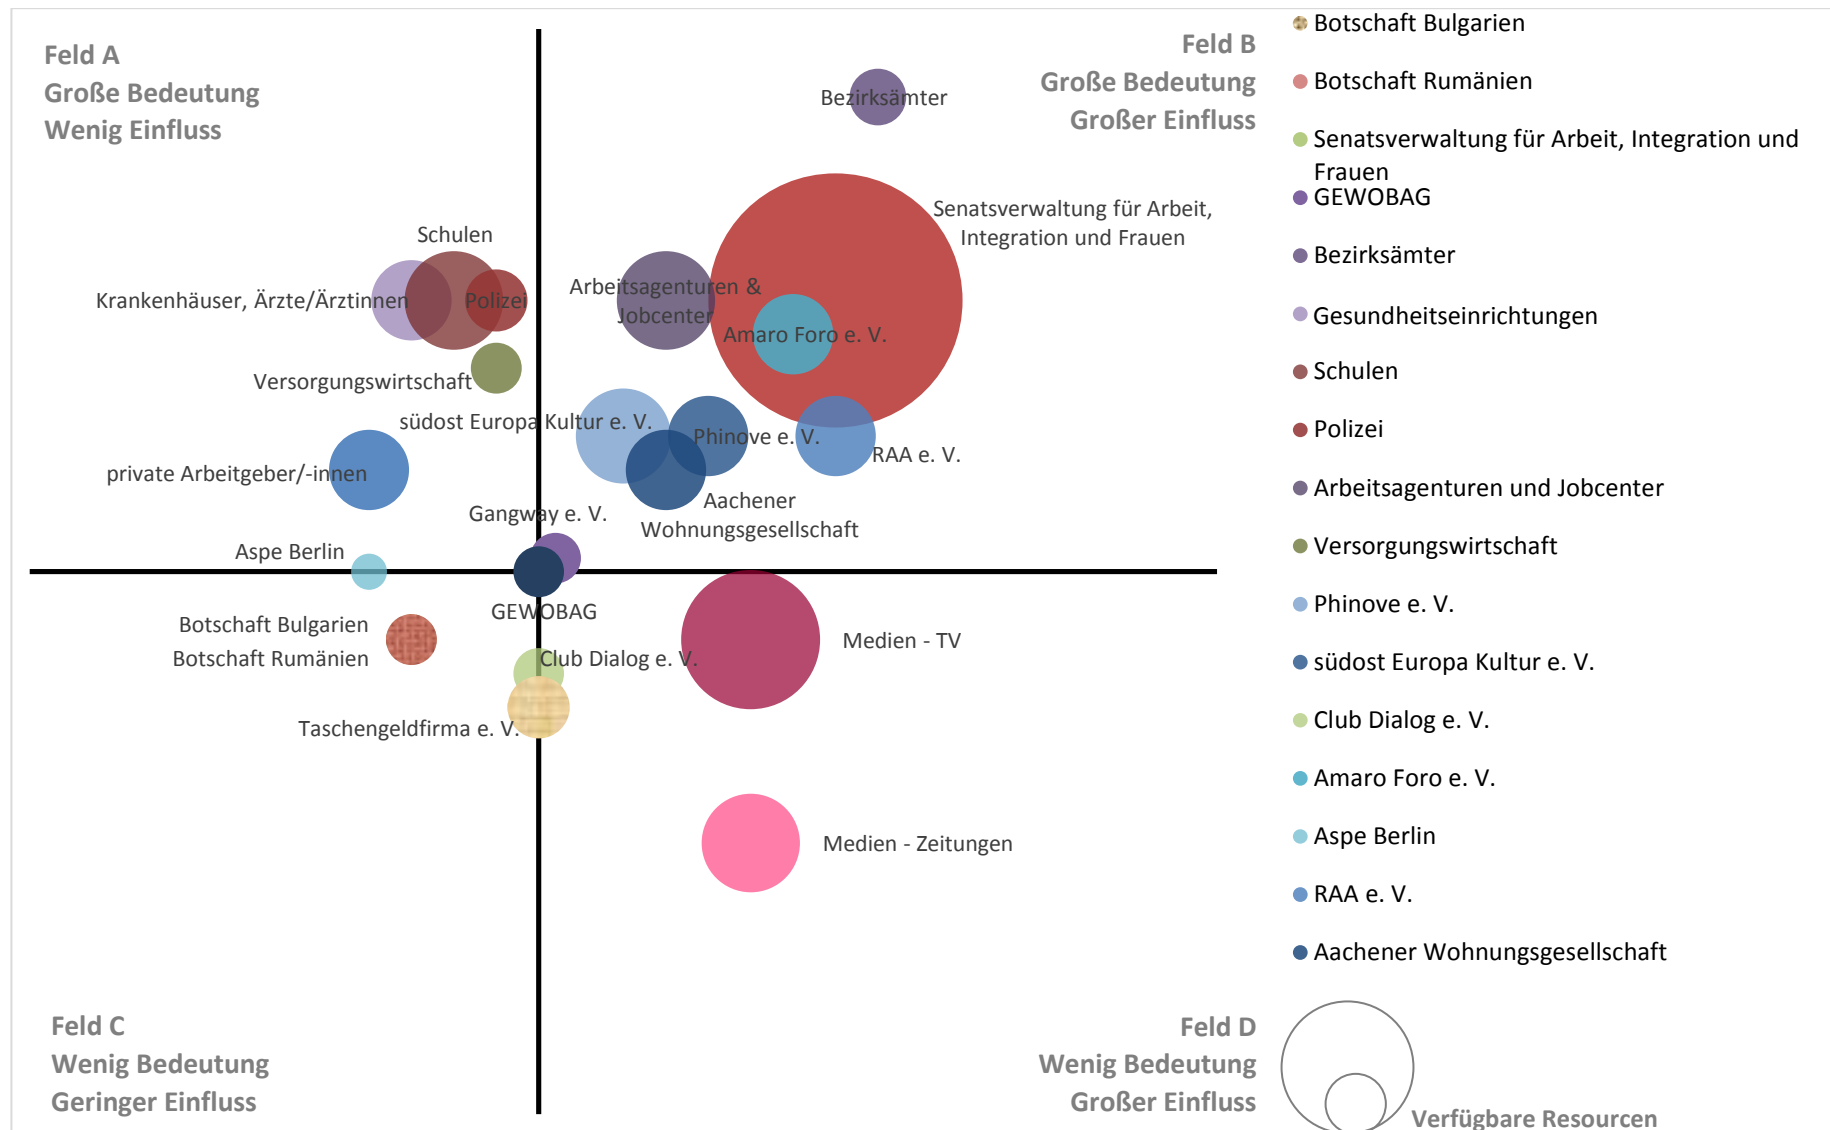 Feld A
Große Bedeutung
Wenig Einfluss
Feld B
Große Bedeutung
Großer Einfluss
Bezirksämter
Senatsverwaltung für Arbeit,
Integration und Frauen
Schulen
Krankenhäuser, Ärzte/Ärztinnen
Polizei
Arbeitsagenturen &
Jobcenter
Amaro Foro e. V.
Versorgungswirtschaft
südost Europa Kultur e. V.
Phinove e. V.
RAA e. V.
private Arbeitgeber/-innen
Aachener
Wohnungsgesellschaft
Gangway e. V.
Aspe Berlin
GEWOBAG
Botschaft Bulgarien
Botschaft Rumänien
Club Dialog e. V.
Medien - TV
Taschengeldfirma e. V.
Medien - Zeitungen
Feld C
Wenig Bedeutung
Geringer Einfluss
Feld D
Wenig Bedeutung
Großer Einfluss
Botschaft Bulgarien
Botschaft Rumänien
Senatsverwaltung für Arbeit, Integration und
Frauen
GEWOBAG
Bezirksämter
Gesundheitseinrichtungen
Schulen
Polizei
Arbeitsagenturen und Jobcenter
Versorgungswirtschaft
Phinove e. V.
südost Europa Kultur e. V.
Club Dialog e. V.
Amaro Foro e. V.
Aspe Berlin
RAA e. V.
Aachener Wohnungsgesellschaft
Verfügbare Resourcen